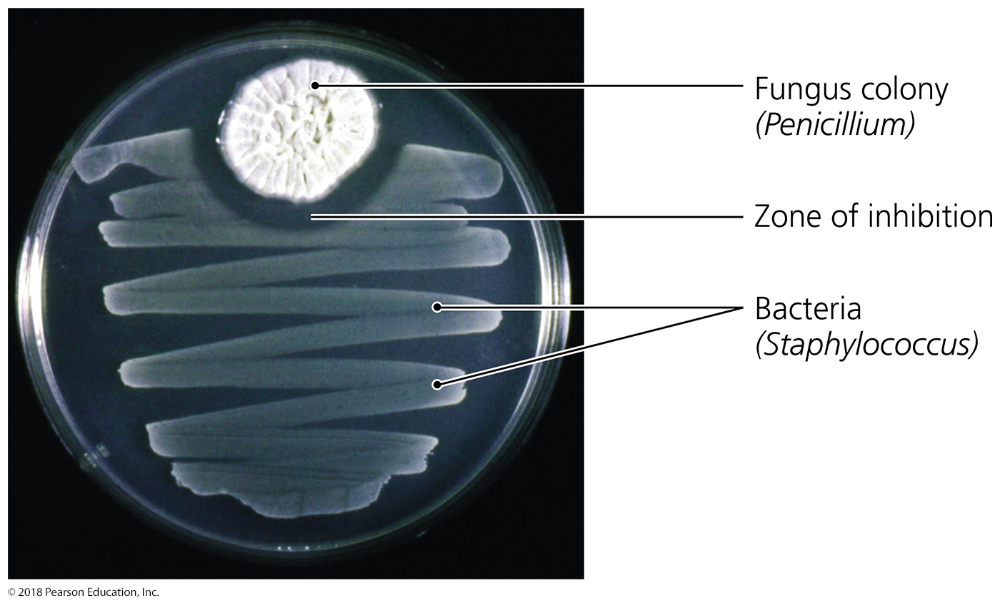 Fungus colony
(Penicillium)
Zone of inhibition
Bacteria
(Staphylococcus)
© 2018 Pearson Education, Inc.